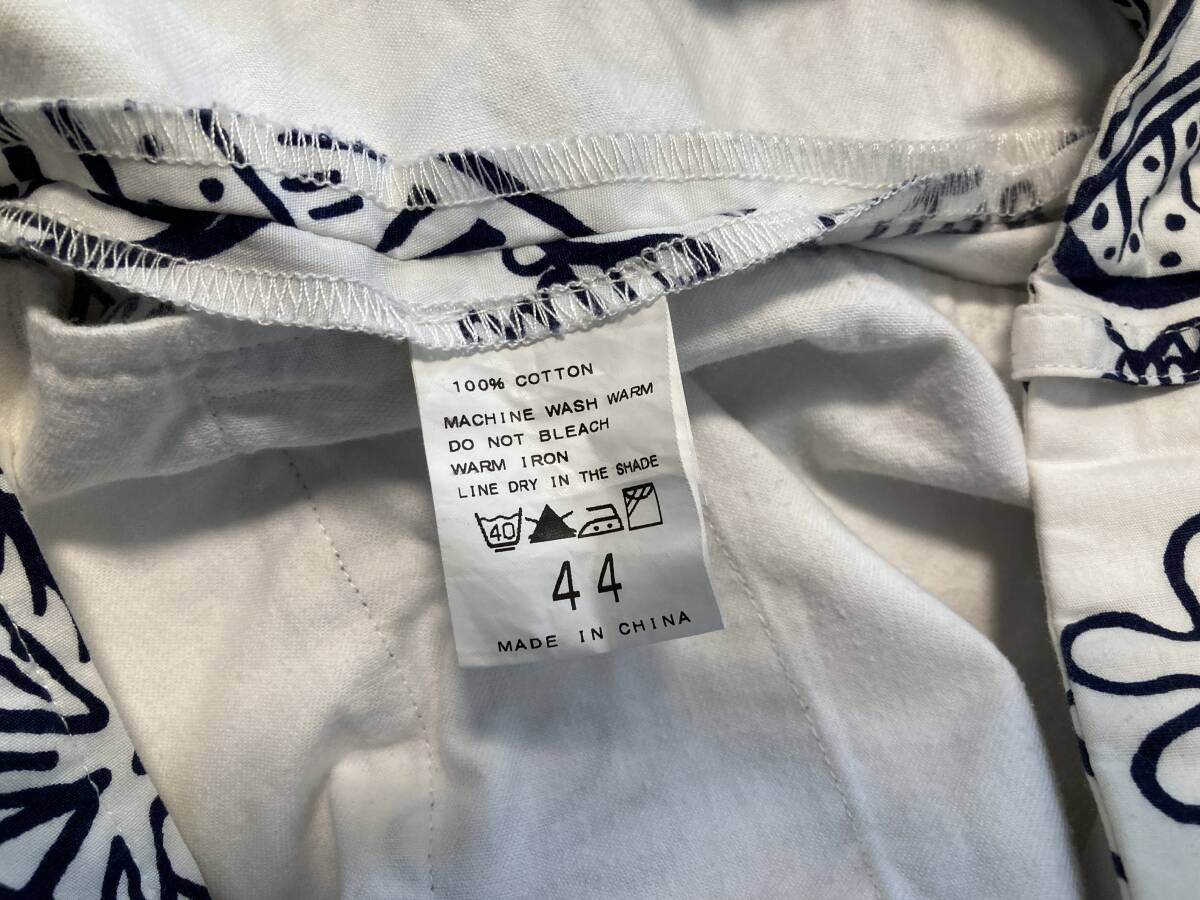 100% COTTON
MACHINE WASH WARM
DO NOT BLEACH
WARM IRON
LINE DRY IN THE SHADE
40
44
MADE IN CHINA